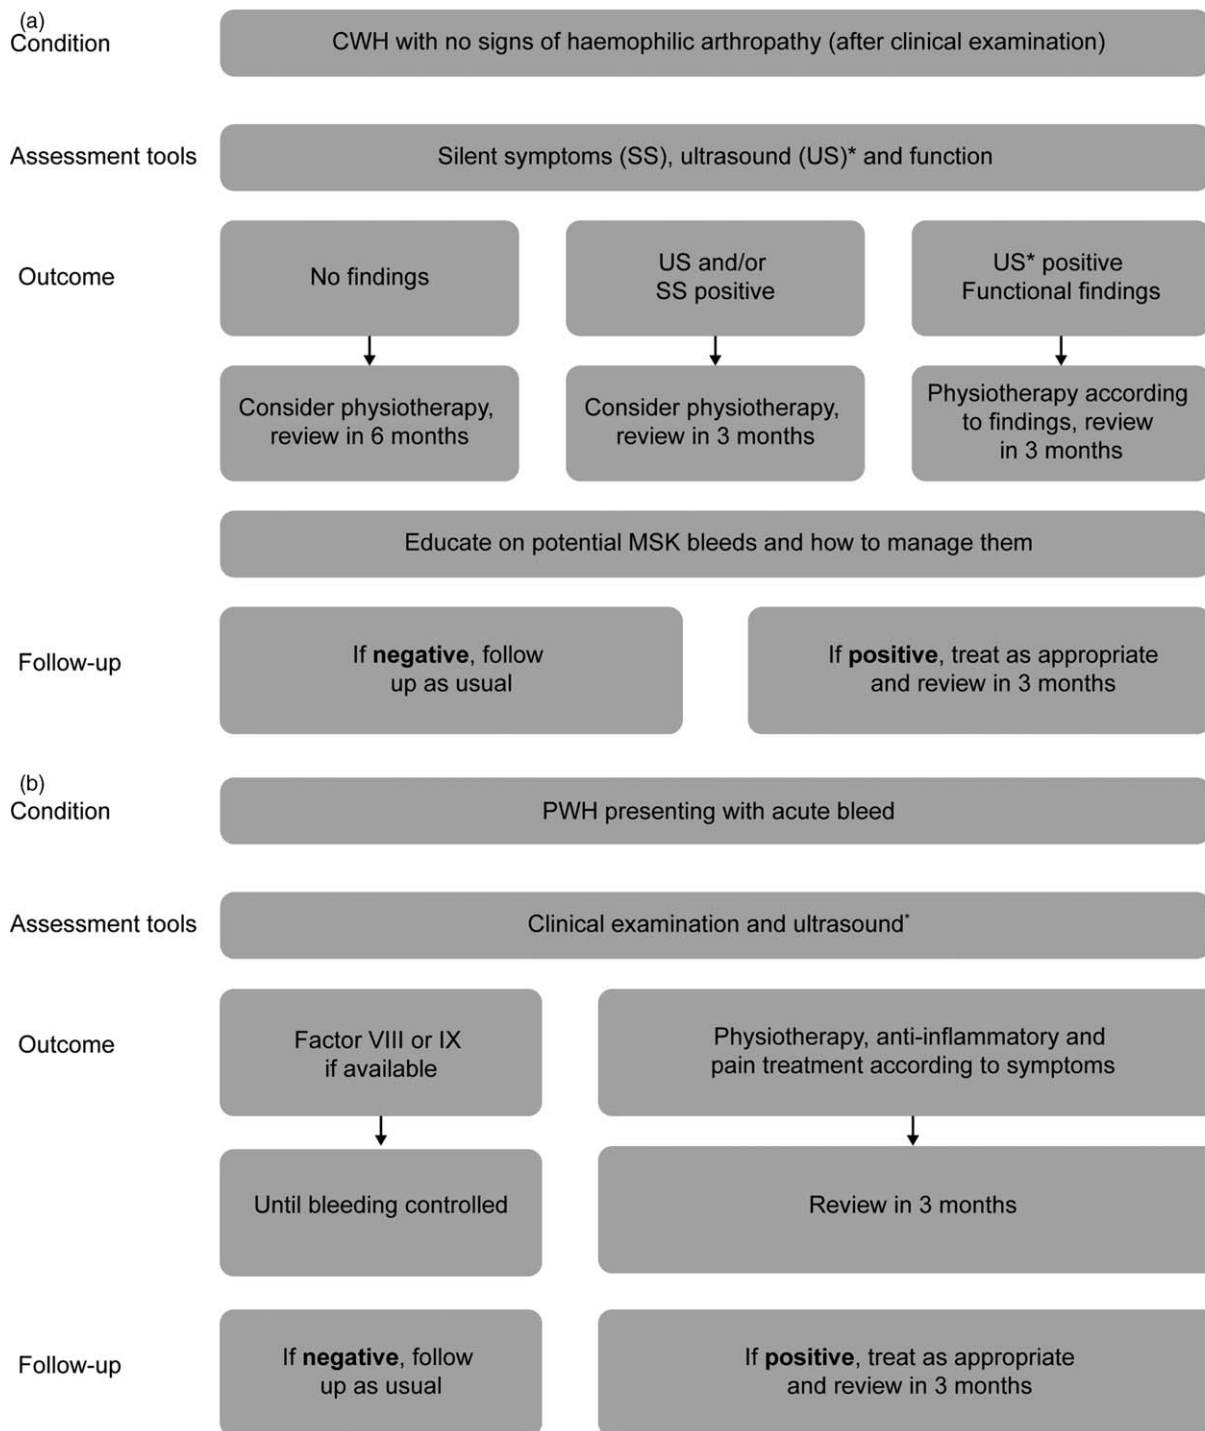 (a)
Condition
CWH with no signs of haemophilic arthropathy (after clinical examination)
Assessment tools
Silent symptoms (SS), ultrasound (US)* and function
Outcome
No findings
US and/or
SS positive
US* positive
Functional findings
Consider physiotherapy,
review in 6 months
Consider physiotherapy,
review in 3 months
Physiotherapy according
to findings, review
in 3 months
Educate on potential MSK bleeds and how to manage them
Follow-up
If negative, follow
up as usual
If positive, treat as appropriate
and review in 3 months
(b)
Condition
PWH presenting with acute bleed
Assessment tools
Clinical examination and ultrasound*
Outcome
Factor VIII or IX
if available
Physiotherapy, anti-inflammatory and
pain treatment according to symptoms
Until bleeding controlled
Review in 3 months
Follow-up
If negative, follow
up as usual
If positive, treat as appropriate
and review in 3 months